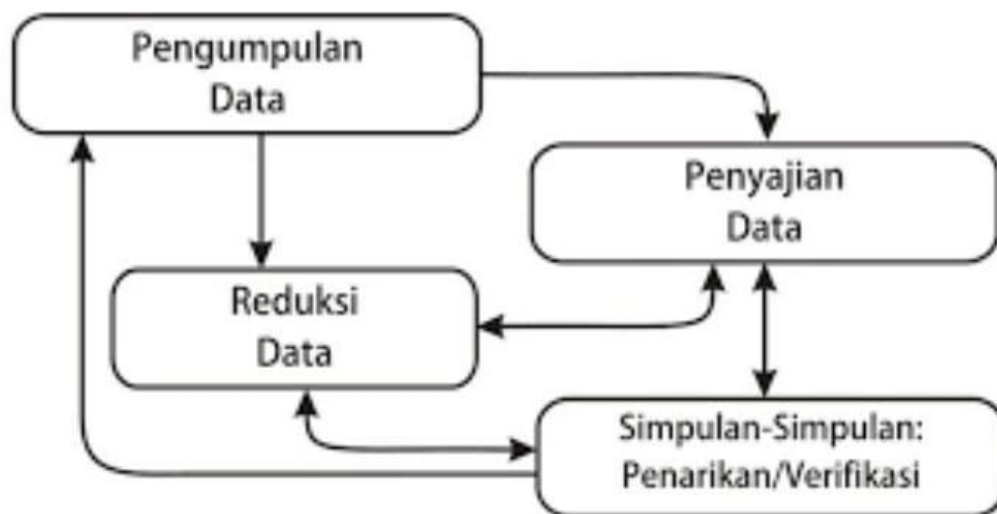 Pengumpulan
Data
Penyajian
Data
Reduksi
Data
Simpulan-Simpulan:
Penarikan/Verifikasi